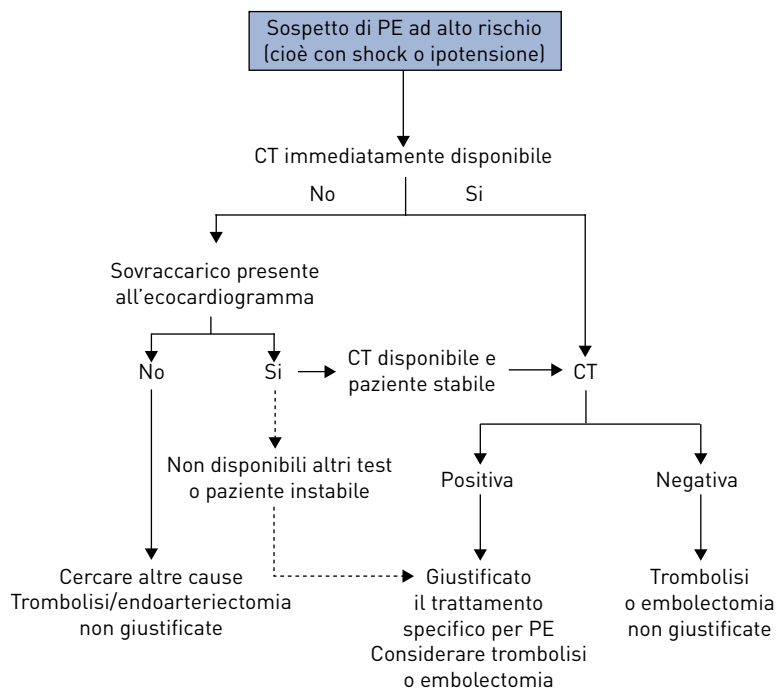 Sospetto di PE ad alto rischio
(cioè con shock o ipotensione)
CT immediatamente disponibile
No
Si
Sovraccarico presente
all'ecocardiogramma
No
Si
CT disponibile e
paziente stabile
CT
Non disponibili altri test
o paziente instabile
Positiva
Negativa
Cercare altre cause
Trombolisi/endoarteriectomia
non giustificate
Giustificato
il trattamento
specifico per PE
Considerare trombolisi
o embolectomia
Trombolisi
o embolectomia
non giustificate